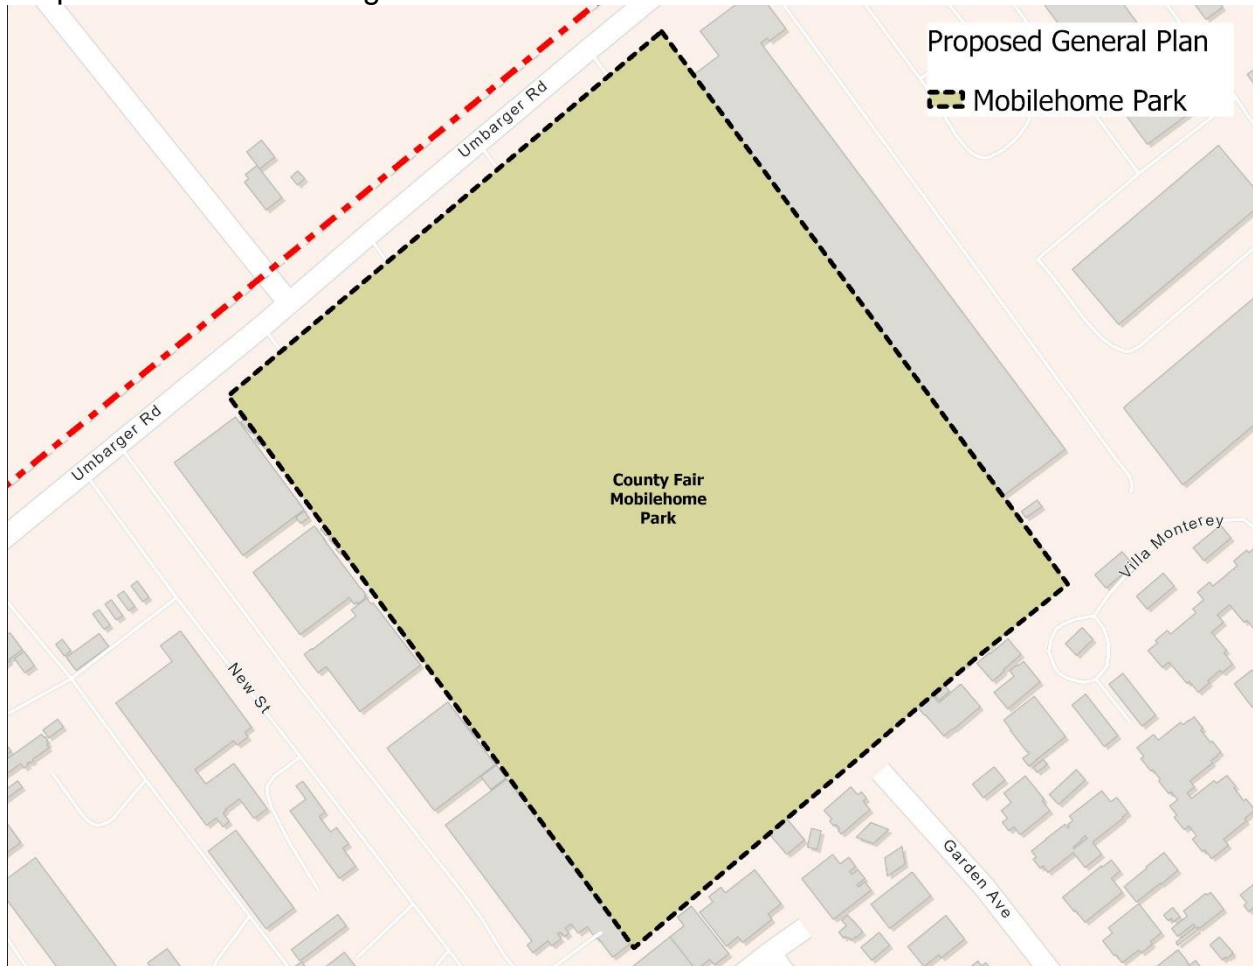 Proposed General Plan
Mobilehome Park
Umbarger Rd
Umbarger Rd
County Fair
Mobilehome
Park
Villa Monterey
New St
Garden Ave